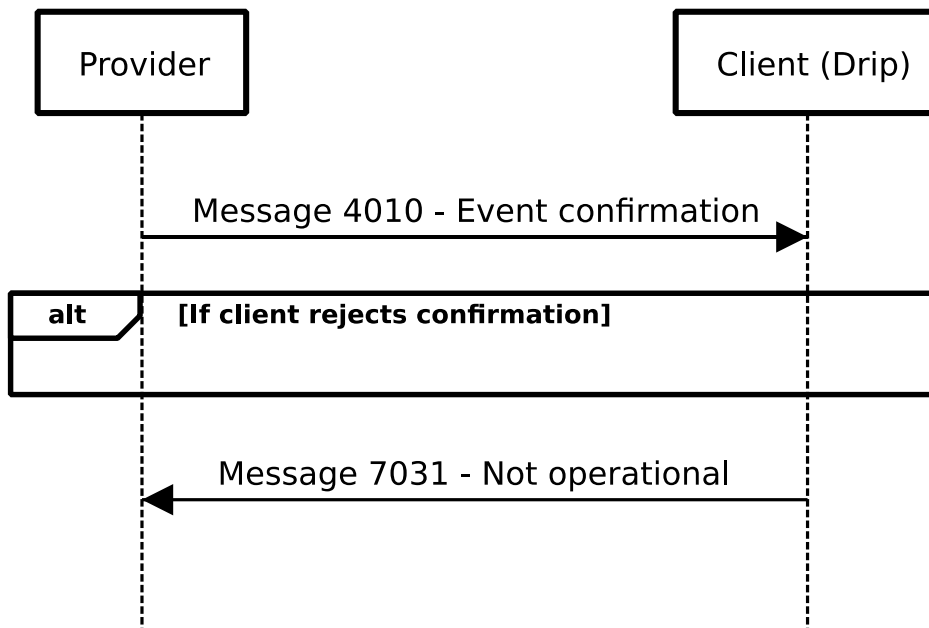 Provider
Client (Drip)
Message 4010 - Event confirmation
alt
[If client rejects confirmation]
Message 7031 - Not operational